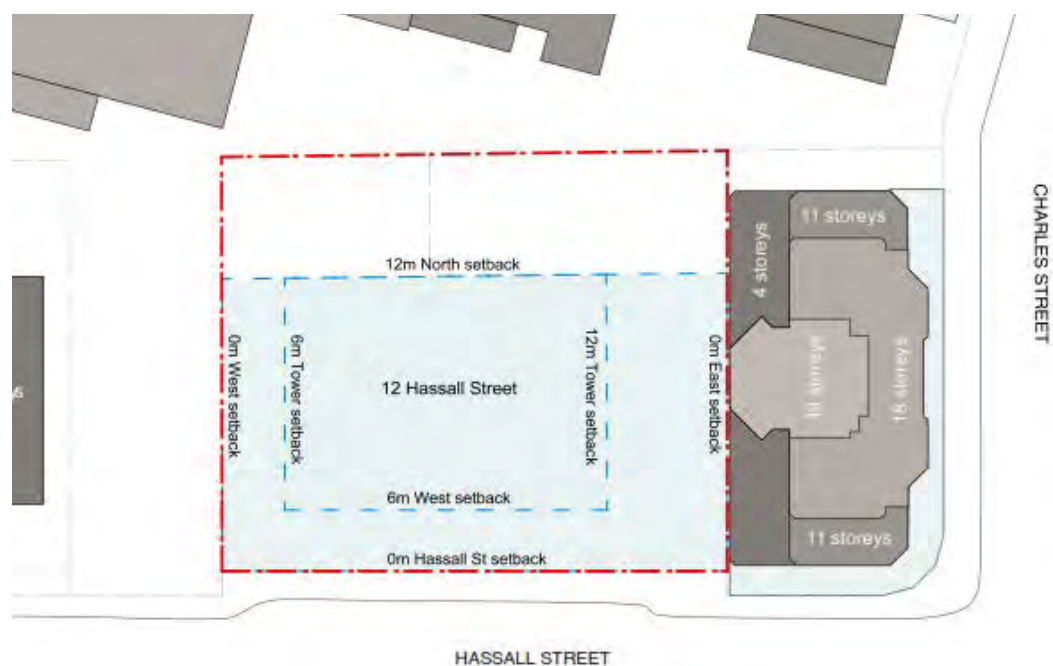 11 storeys
4 storeys
CHARLES STREET
12m North setback
0m West setback
6m Tower setback
12 Hassall Street
12m Tower setback
0m East setback
storeys
18 storeys
6m West setback
11 storeys
0m Hassall St setback
HASSALL STREET